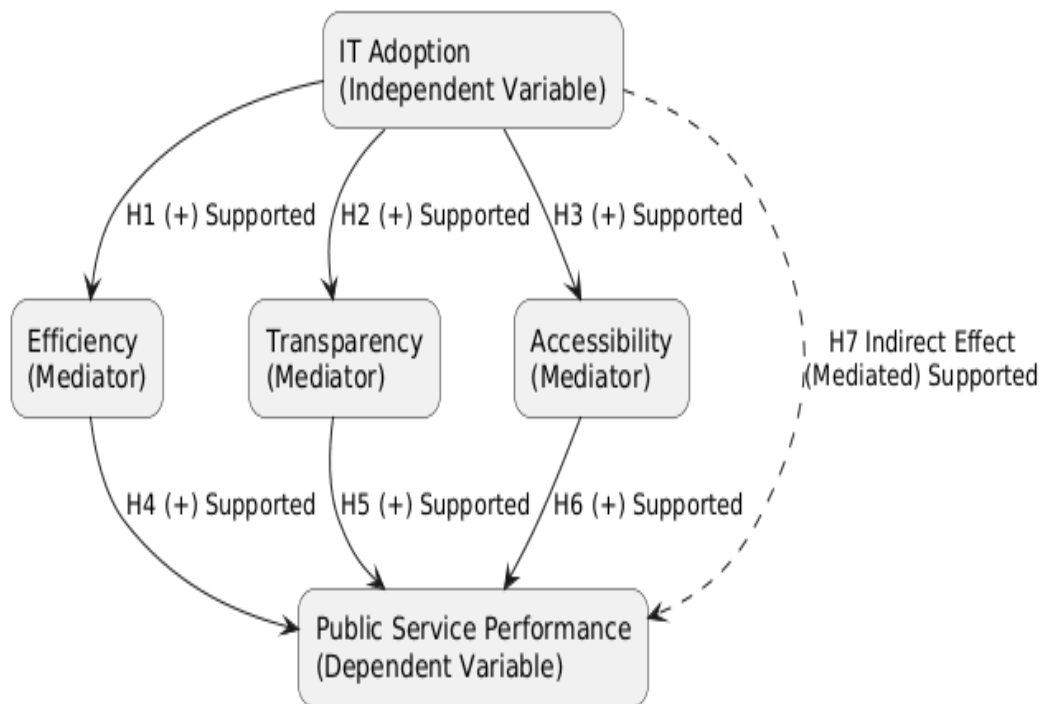 IT Adoption
(Independent Variable)
H1 (+) Supported
H2 (+) Supported
H3 (+) Supported
Efficiency
(Mediator)
Transparency
(Mediator)
Accessibility
(Mediator)
H7 Indirect Effect
(Mediated) Supported
H4 (+) Supported
H5 (+) Supported
H6 (+) Supported
Public Service Performance
(Dependent Variable)